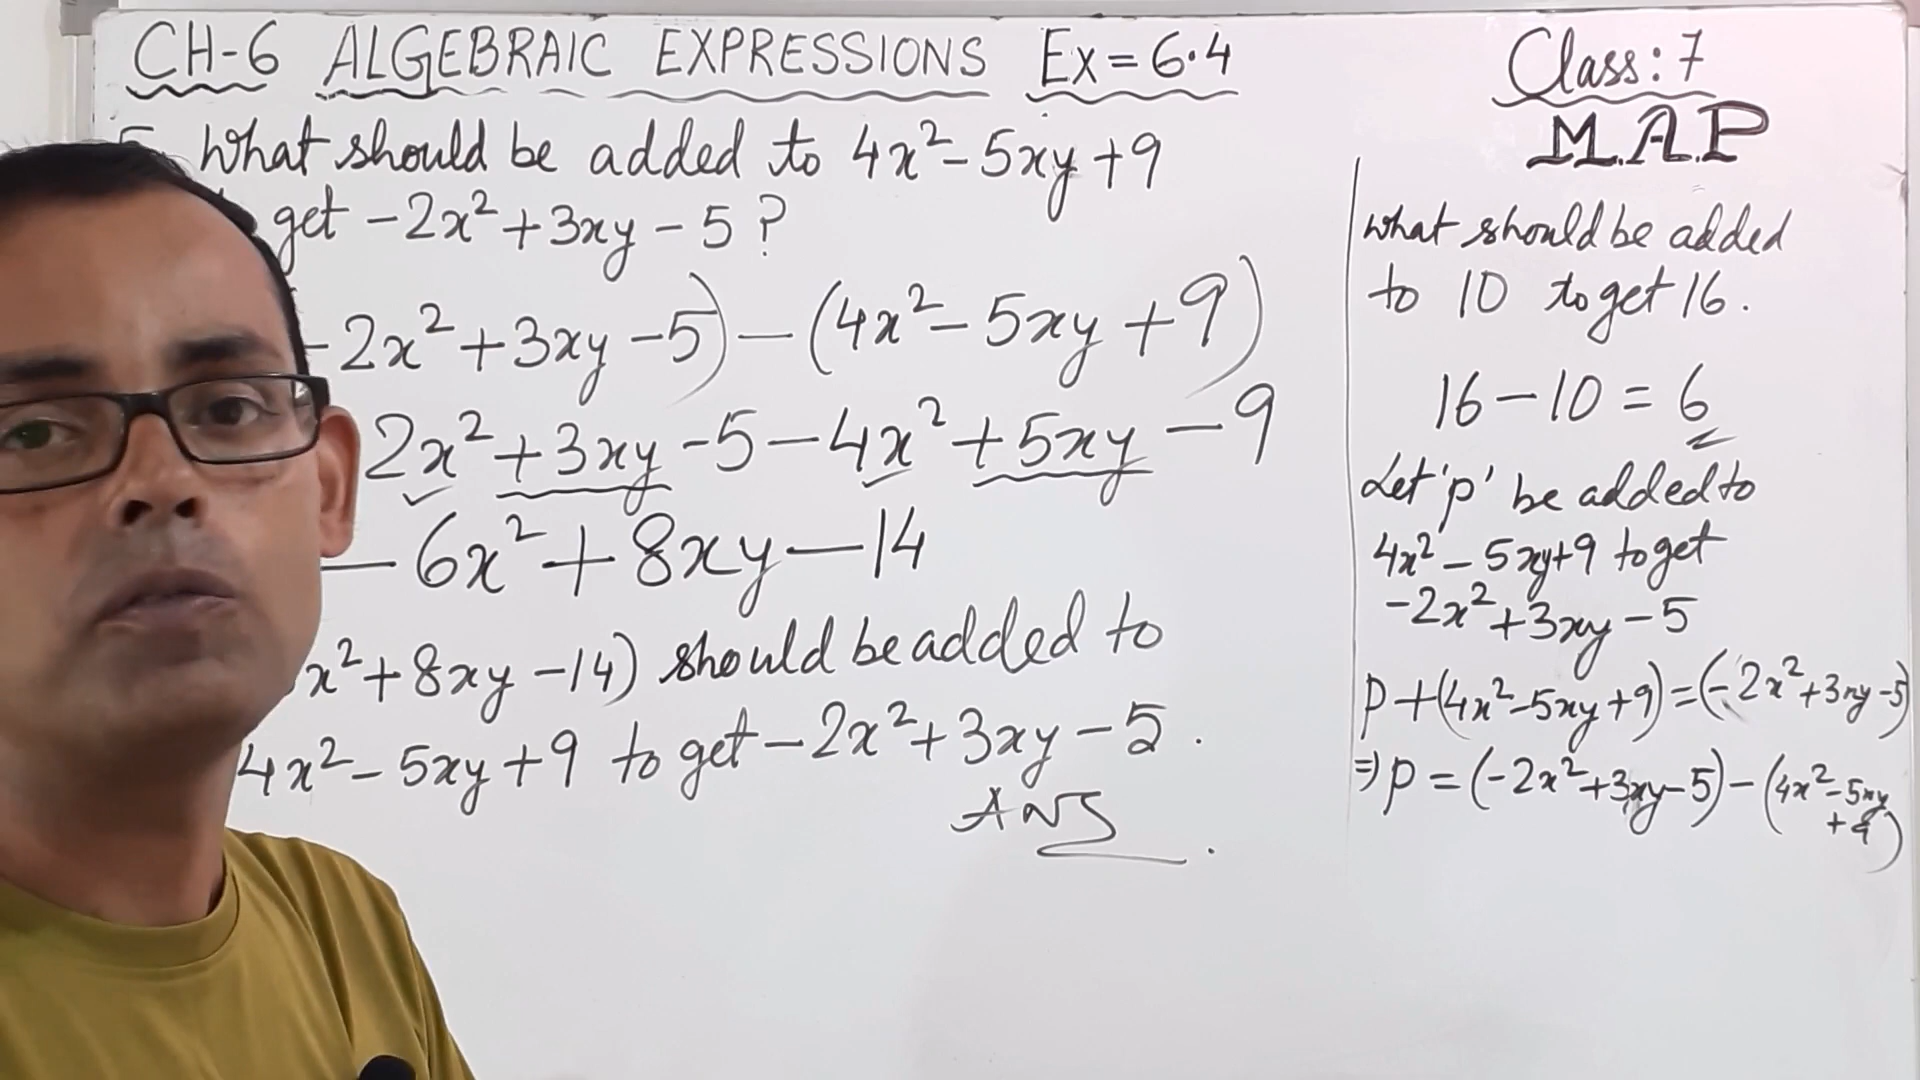 CH-6 ALGEBRAIC EXPRESSIONS Ex = 6.4
Class: 7
M.A.P
5. What should be added to 4x² - 5xy + 9
get -2x² + 3xy - 5 ?
-2x² + 3xy - 5) - (4x² - 5xy + 9)
2x² + 3xy - 5 - 4x² + 5xy - 9
- 6x² + 8xy - 14
x² + 8xy - 14) should be added to
4x² - 5xy + 9 to get - 2x² + 3xy - 5 .
Ans .
what should be added
to 10 to get 16.
16 - 10 = 6
Let 'p' be added to
4x² - 5xy + 9 to get
-2x² + 3xy - 5
p + (4x² - 5xy + 9) = (-2x² + 3xy - 5)
⇒ p = (-2x² + 3xy - 5) - (4x² - 5xy
+ 9)